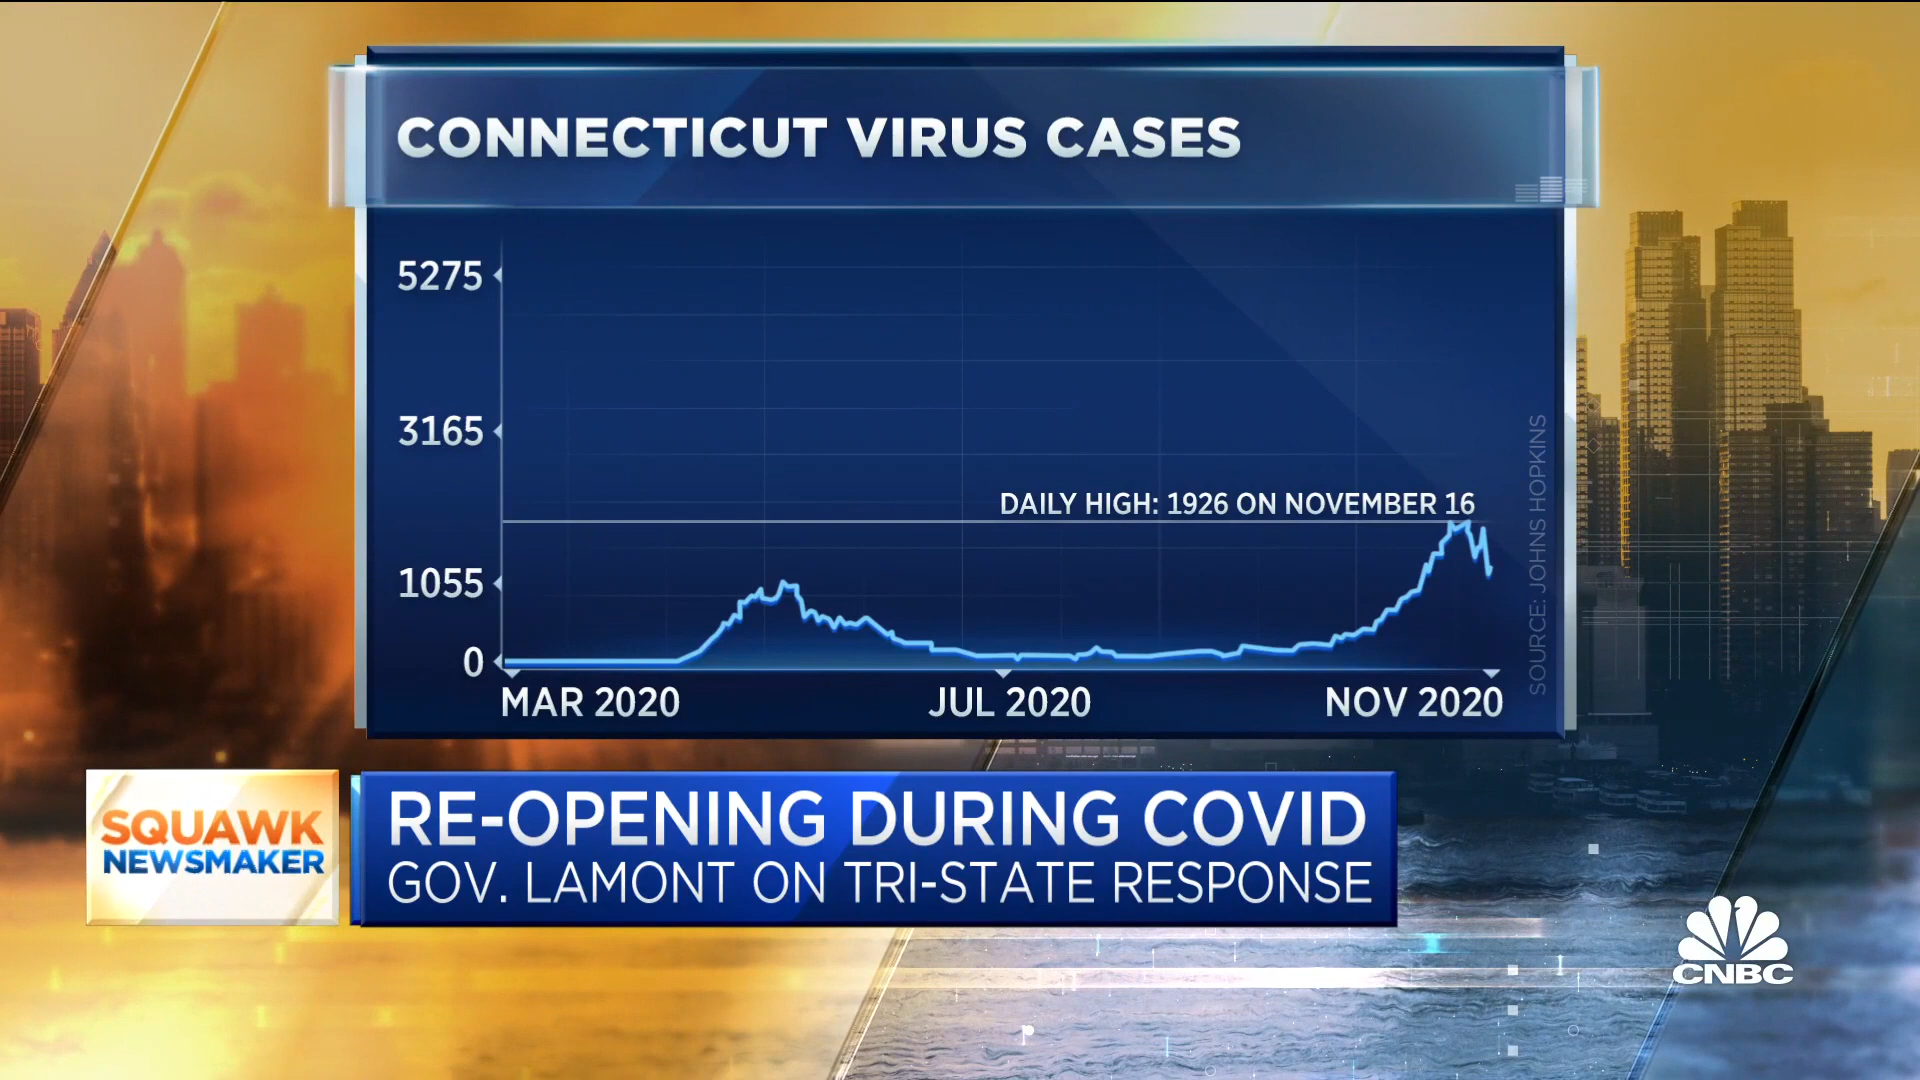 CONNECTICUT VIRUS CASES
5275
3165
DAILY HIGH: 1926 ON NOVEMBER 16
1055
0
MAR 2020
JUL 2020
NOV 2020
SOURCE: JOHNS HOPKINS
SQUAWK
NEWSMAKER
RE-OPENING DURING COVID
GOV. LAMONT ON TRI-STATE RESPONSE
CNBC